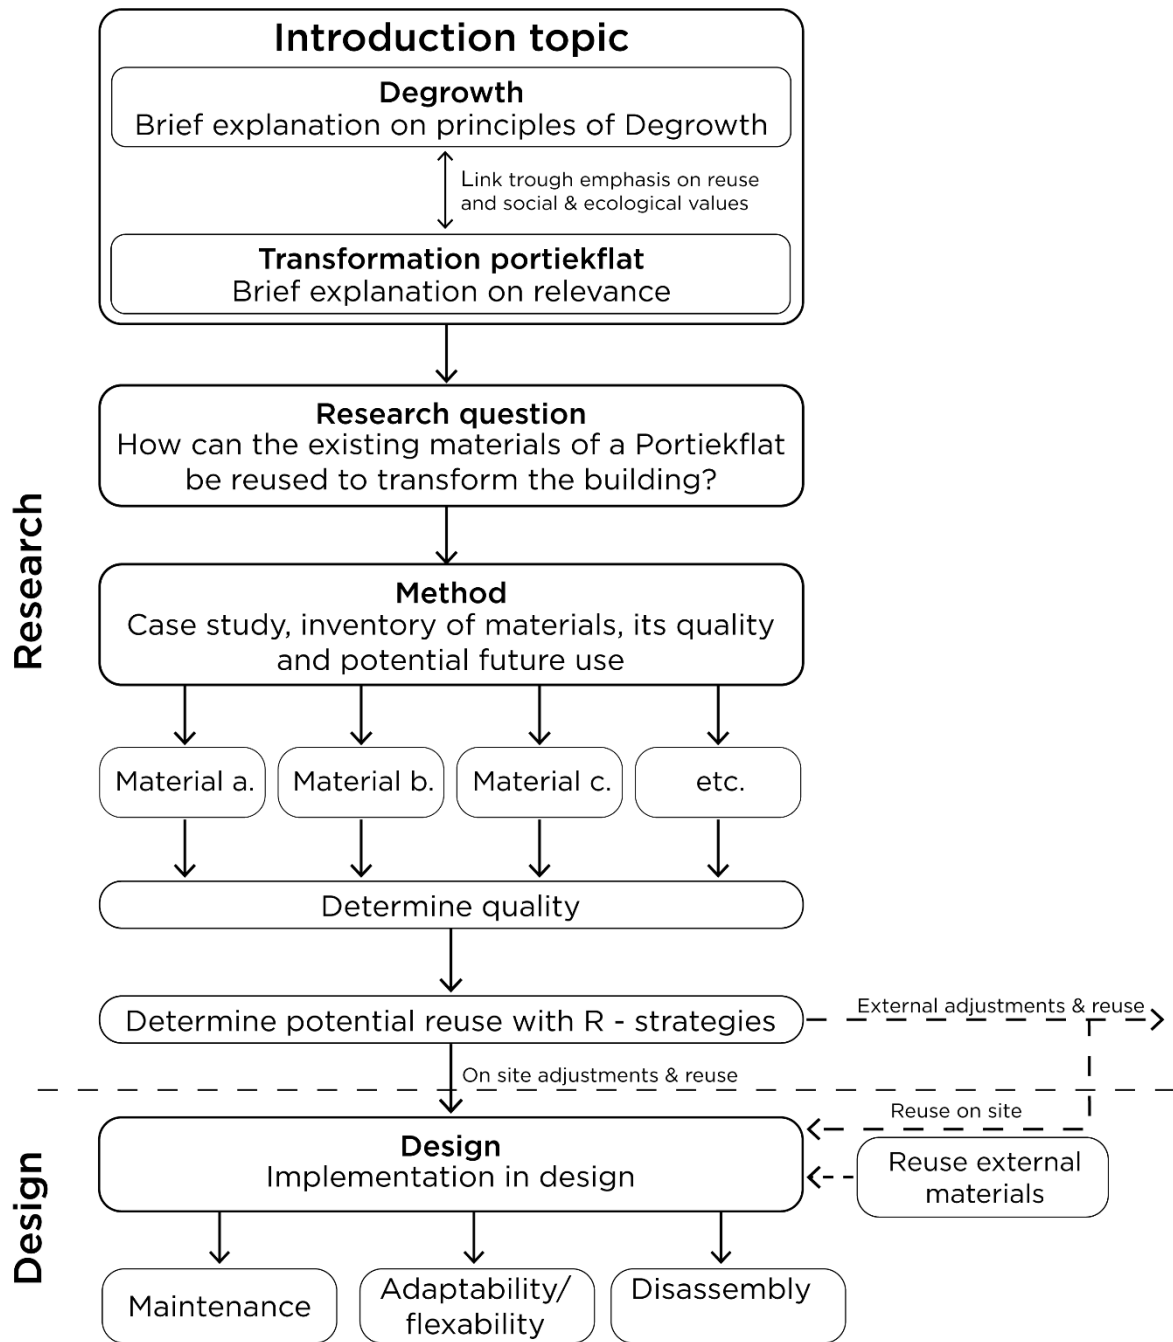 Introduction topic
Degrowth
Brief explanation on principles of Degrowth
Link trough emphasis on reuse
and social & ecological values
Transformation portiekflat
Brief explanation on relevance
Research
Research question
How can the existing materials of a Portiekflat
be reused to transform the building?
Method
Case study, inventory of materials, its quality
and potential future use
Material a.
Material b.
Material c.
etc.
Determine quality
Determine potential reuse with R - strategies
External adjustments & reuse
On site adjustments & reuse
Design
Reuse on site
Design
Implementation in design
Reuse external
materials
Maintenance
Adaptability/
flexability
Disassembly